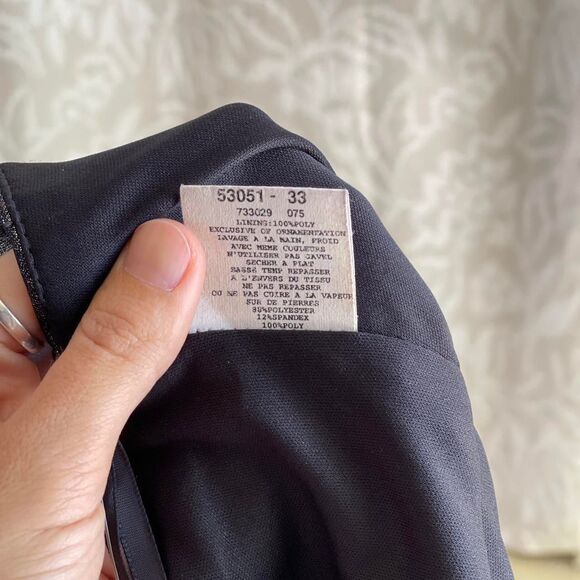 53051 - 33
733029 075
LINING:100%POLY
EXCLUSIVE OF ORNAMENTATION
LAVAGE A LA MAIN, FROID
AVEC MEME COULEURS
N'UTILISER PAS JAVEL
SECHER A PLAT
BASSE TEMP REPASSER
A L'ENVERS DU TISSU
NE PAS REPASSER
OU NE PAS CUIRE A LA VAPEUR
SUR DE PIERRES
88%POLYESTER
12%SPANDEX
100%POLY